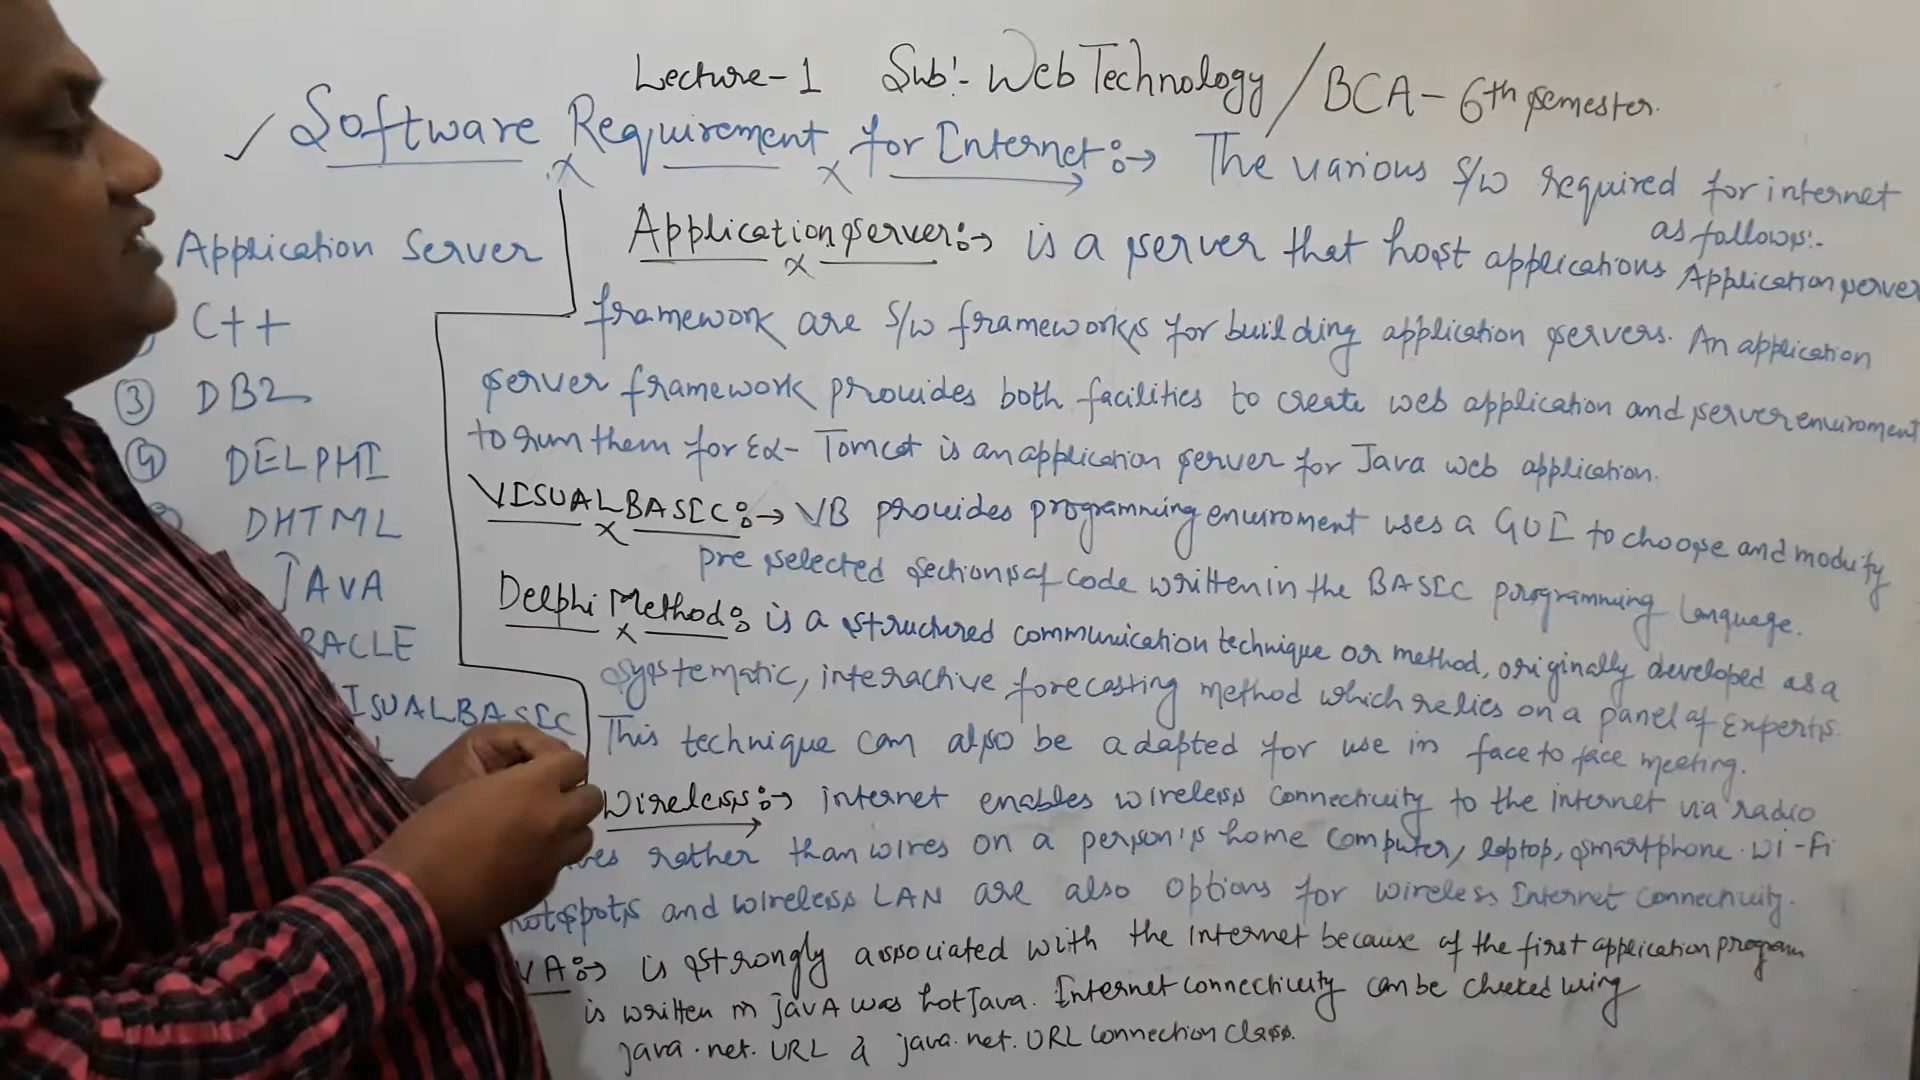 Lecture-1 Sub:- Web Technology / BCA- 6th semester.
✓ Software Requirement for Internet:→ The various S/W required for internet
as follows:-
Application Server
C++
③ DB2
④ DELPHI
DHTML
JAVA
RACLE
ISUALBASIC
Application server:→ is a server that host applications Application server
framework are S/W frameworks for building application servers. An application
server framework provides both facilities to create web application and server enviroment
to run them for Ex- Tomcat is an application server for Java web application.
VISUALBASIC:→ VB provides programming enviroment uses a GUI to choose and modufy
pre selected sections of code written in the BASIC programming language.
Delphi Method: is a structured communication technique or method, originally developed as a
systematic, interactive forecasting method which relies on a panel of Experts.
This technique can also be adapted for use in face to face meeting.
Wireless:→ internet enables wireless connectivity to the internet via radio
ves rather than wires on a person's home computer, laptop, smartphone. Wi-Fi
hotspots and wireless LAN are also options for wireless Internet connectivity.
VA:→ is strongly associated with the internet because of the first application program
is written in javA was hotJava. Internet connectivity can be checked using
java.net.URL & java.net.URL connection class.